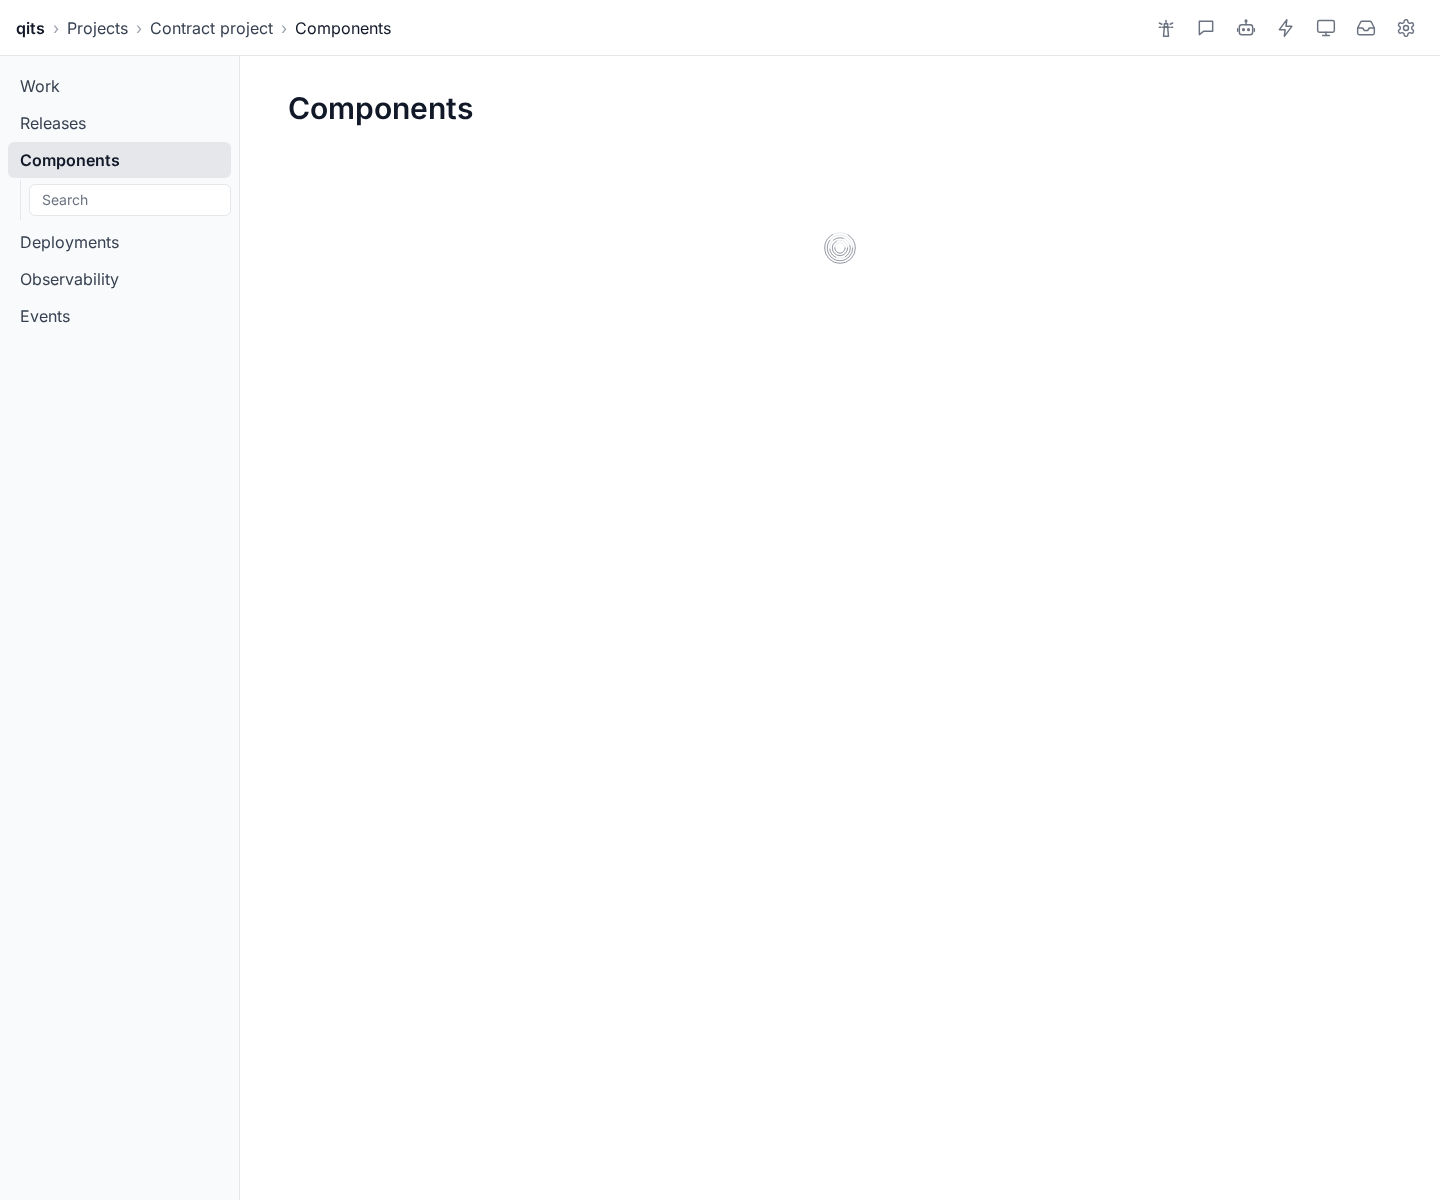 qits › Projects › Contract project › Components
Work
Releases
Components
Search
Deployments
Observability
Events
Components